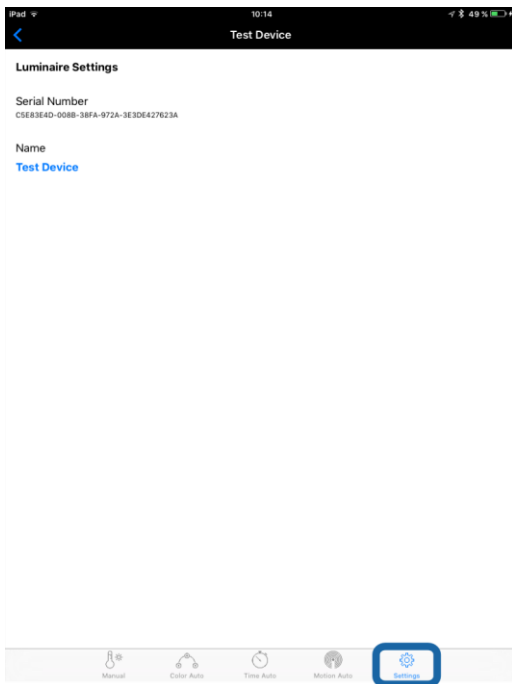 iPad 10:14 49 %
Test Device
Luminaire Settings
Serial Number
C5E83E4D-008B-38FA-972A-3E3DE427623A
Name
Test Device
Manual Color Auto Time Auto Motion Auto Settings